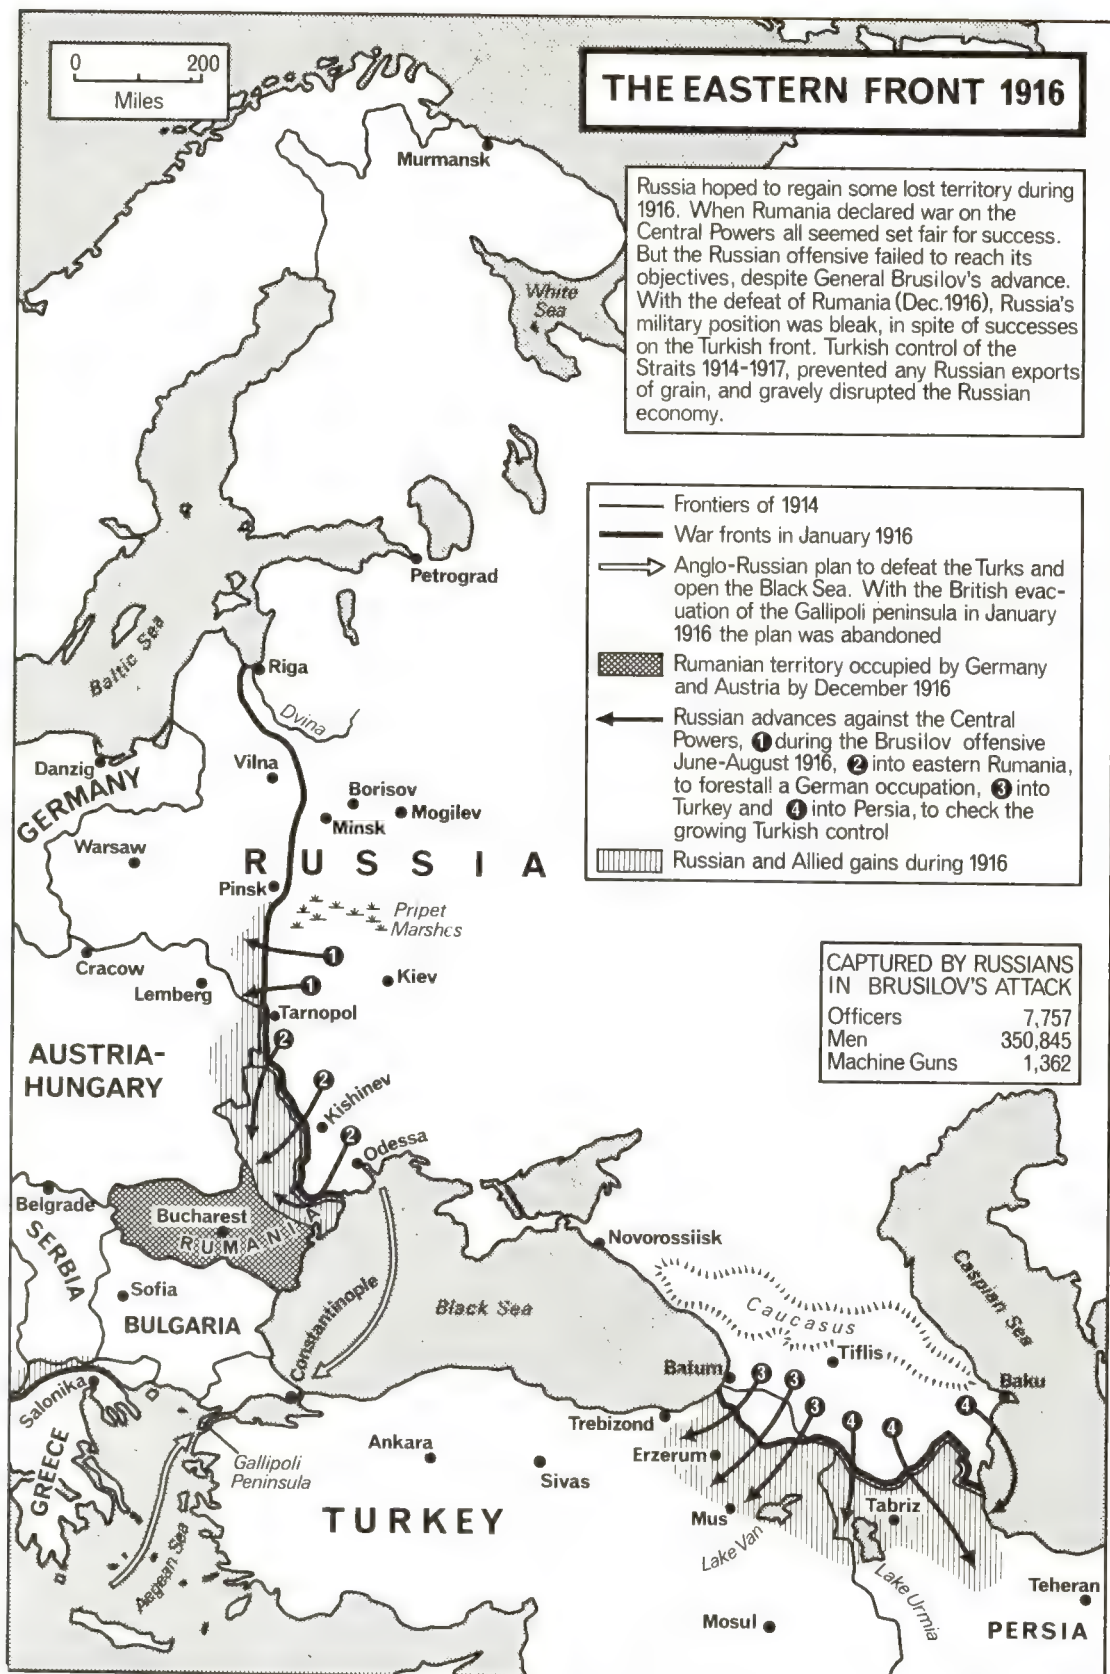 0 200
Miles
THE EASTERN FRONT 1916
Russia hoped to regain some lost territory during
1916. When Rumania declared war on the
Central Powers all seemed set fair for success.
But the Russian offensive failed to reach its
objectives, despite General Brusilov's advance.
With the defeat of Rumania (Dec.1916), Russia's
military position was bleak, in spite of successes
on the Turkish front. Turkish control of the
Straits 1914-1917, prevented any Russian exports
of grain, and gravely disrupted the Russian
economy.
Frontiers of 1914
War fronts in January 1916
Anglo-Russian plan to defeat the Turks and
open the Black Sea. With the British evac-
uation of the Gallipoli peninsula in January
1916 the plan was abandoned
Rumanian territory occupied by Germany
and Austria by December 1916
Russian advances against the Central
Powers, 1 during the Brusilov offensive
June-August 1916, 2 into eastern Rumania,
to forestall a German occupation, 3 into
Turkey and 4 into Persia, to check the
growing Turkish control
Russian and Allied gains during 1916
CAPTURED BY RUSSIANS
IN BRUSILOV'S ATTACK
Officers 7,757
Men 350,845
Machine Guns 1,362
Murmansk
White
Sea
Petrograd
Baltic Sea
Riga
Dvina
Danzig
GERMANY
Vilna
Borisov
Mogilev
Minsk
Warsaw
RUSSIA
Pinsk
Pripet
Marshes
1
Cracow
Lemberg
1
Kiev
Tarnopol
2
AUSTRIA-
HUNGARY
2
Kishinev
2
Odessa
Belgrade
Bucharest
RUMANIA
SERBIA
Sofia
BULGARIA
Constantinople
Black Sea
Novorossiisk
Caucasus
Caspian Sea
Tiflis
Batum
Baku
3
3
3
4
4
4
Salonika
Trebizond
Erzerum
Ankara
Sivas
Gallipoli
Peninsula
GREECE
TURKEY
Mus
Tabriz
Lake Van
Lake Urmia
Aegean Sea
Teheran
Mosul
PERSIA